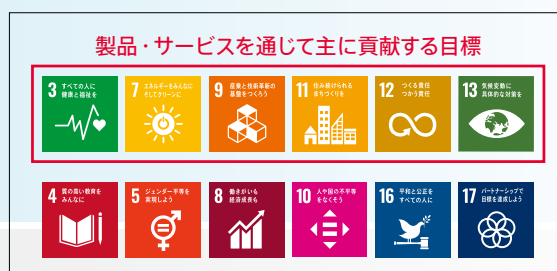 製品・サービスを通じて主に貢献する目標
3 すべての人に
健康と福祉を
7 エネルギーをみんなに
そしてクリーンに
9 産業と技術革新の
基盤をつくろう
11 住み続けられる
まちづくりを
12 つくる責任
つかう責任
13 気候変動に
具体的な対策を
4 質の高い教育を
みんなに
5 ジェンダー平等を
実現しよう
8 働きがいも
経済成長も
10 人や国の不平等
をなくそう
16 平和と公正を
すべての人に
17 パートナーシップで
目標を達成しよう